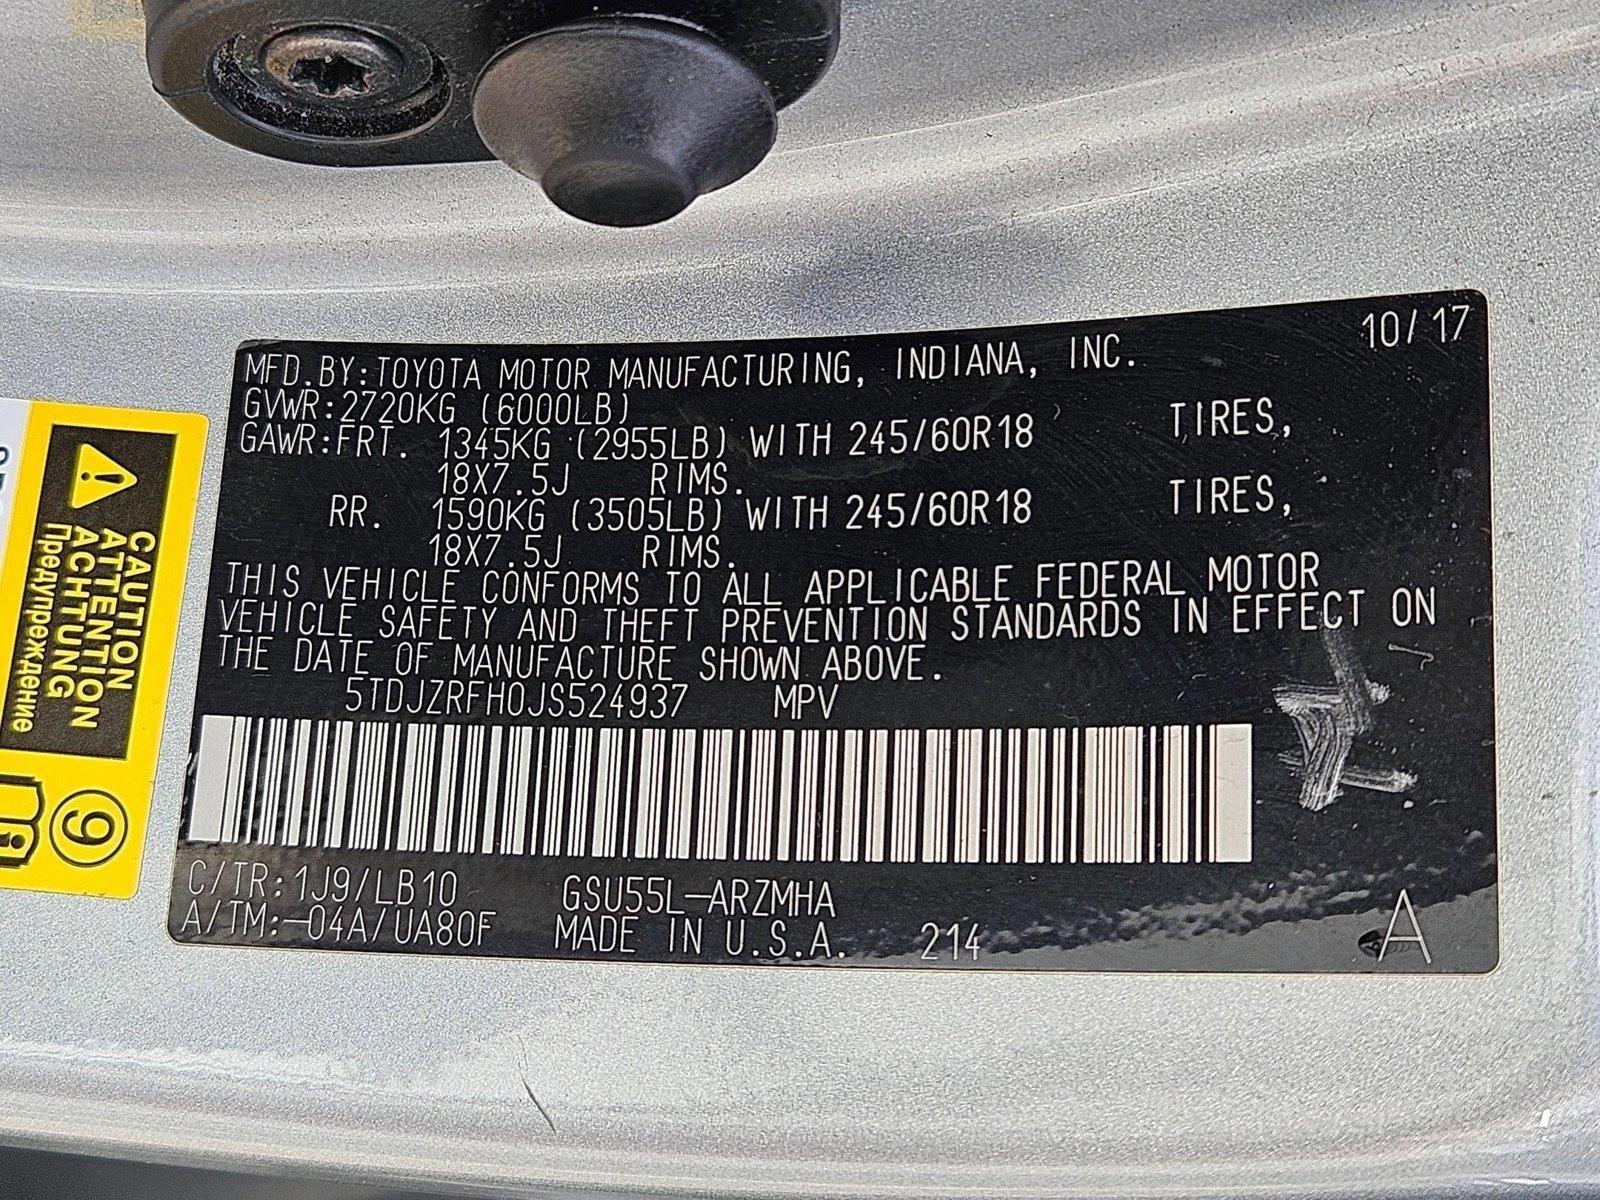 10/17
MFD.BY:TOYOTA MOTOR MANUFACTURING, INDIANA, INC.
GVWR:2720KG (6000LB)
GAWR:FRT. 1345KG (2955LB) WITH 245/60R18 TIRES,
18X7.5J RIMS.
RR. 1590KG (3505LB) WITH 245/60R18 TIRES,
18X7.5J RIMS.
THIS VEHICLE CONFORMS TO ALL APPLICABLE FEDERAL MOTOR
VEHICLE SAFETY AND THEFT PREVENTION STANDARDS IN EFFECT ON
THE DATE OF MANUFACTURE SHOWN ABOVE.
5TDJZRFH0JS524937 MPV
C/TR:1J9/LB10 GSU55L-ARZMHA
A/TM:-04A/UA80F MADE IN U.S.A. 214 A
CAUTION
ATTENTION
ACHTUNG
Предупреждение
9